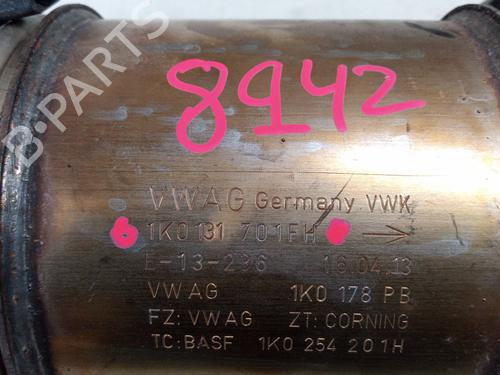 B-PARTS
8942
VWAG Germany VWK
1K0 131 701FH →
E-13-296 16.04.13
VWAG 1K0 178 PB
FZ: VWAG ZT: CORNING
TC: BASF 1K0 254 201H